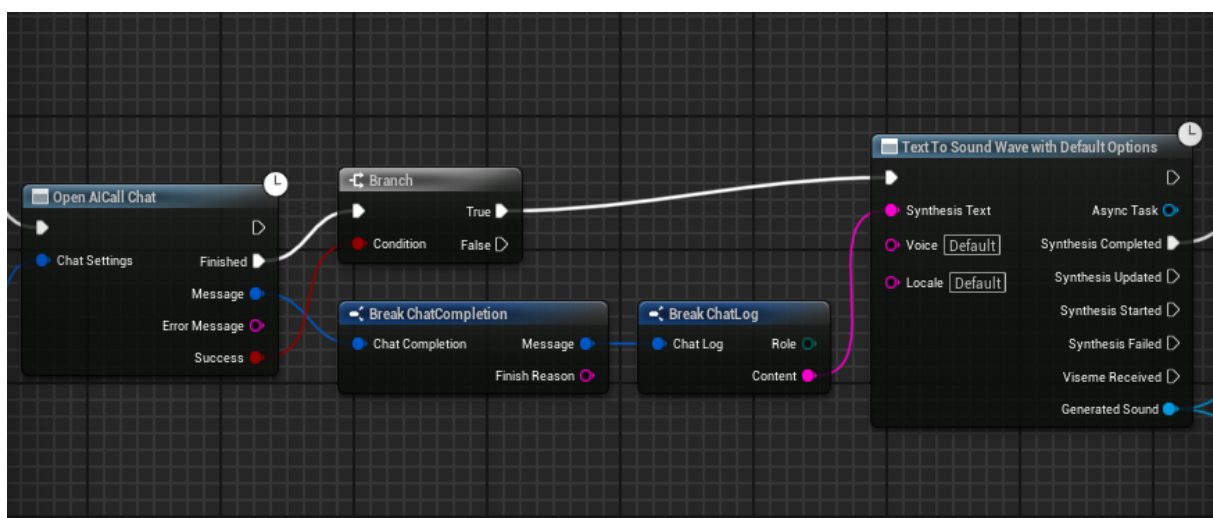 Open AICall Chat
Chat Settings
Finished
Message
Error Message
Success
Branch
True
Condition
False
Break ChatCompletion
Chat Completion
Message
Finish Reason
Break ChatLog
Chat Log
Role
Content
Text To Sound Wave with Default Options
Synthesis Text
Async Task
Voice Default
Synthesis Completed
Locale Default
Synthesis Updated
Synthesis Started
Synthesis Failed
Viseme Received
Generated Sound